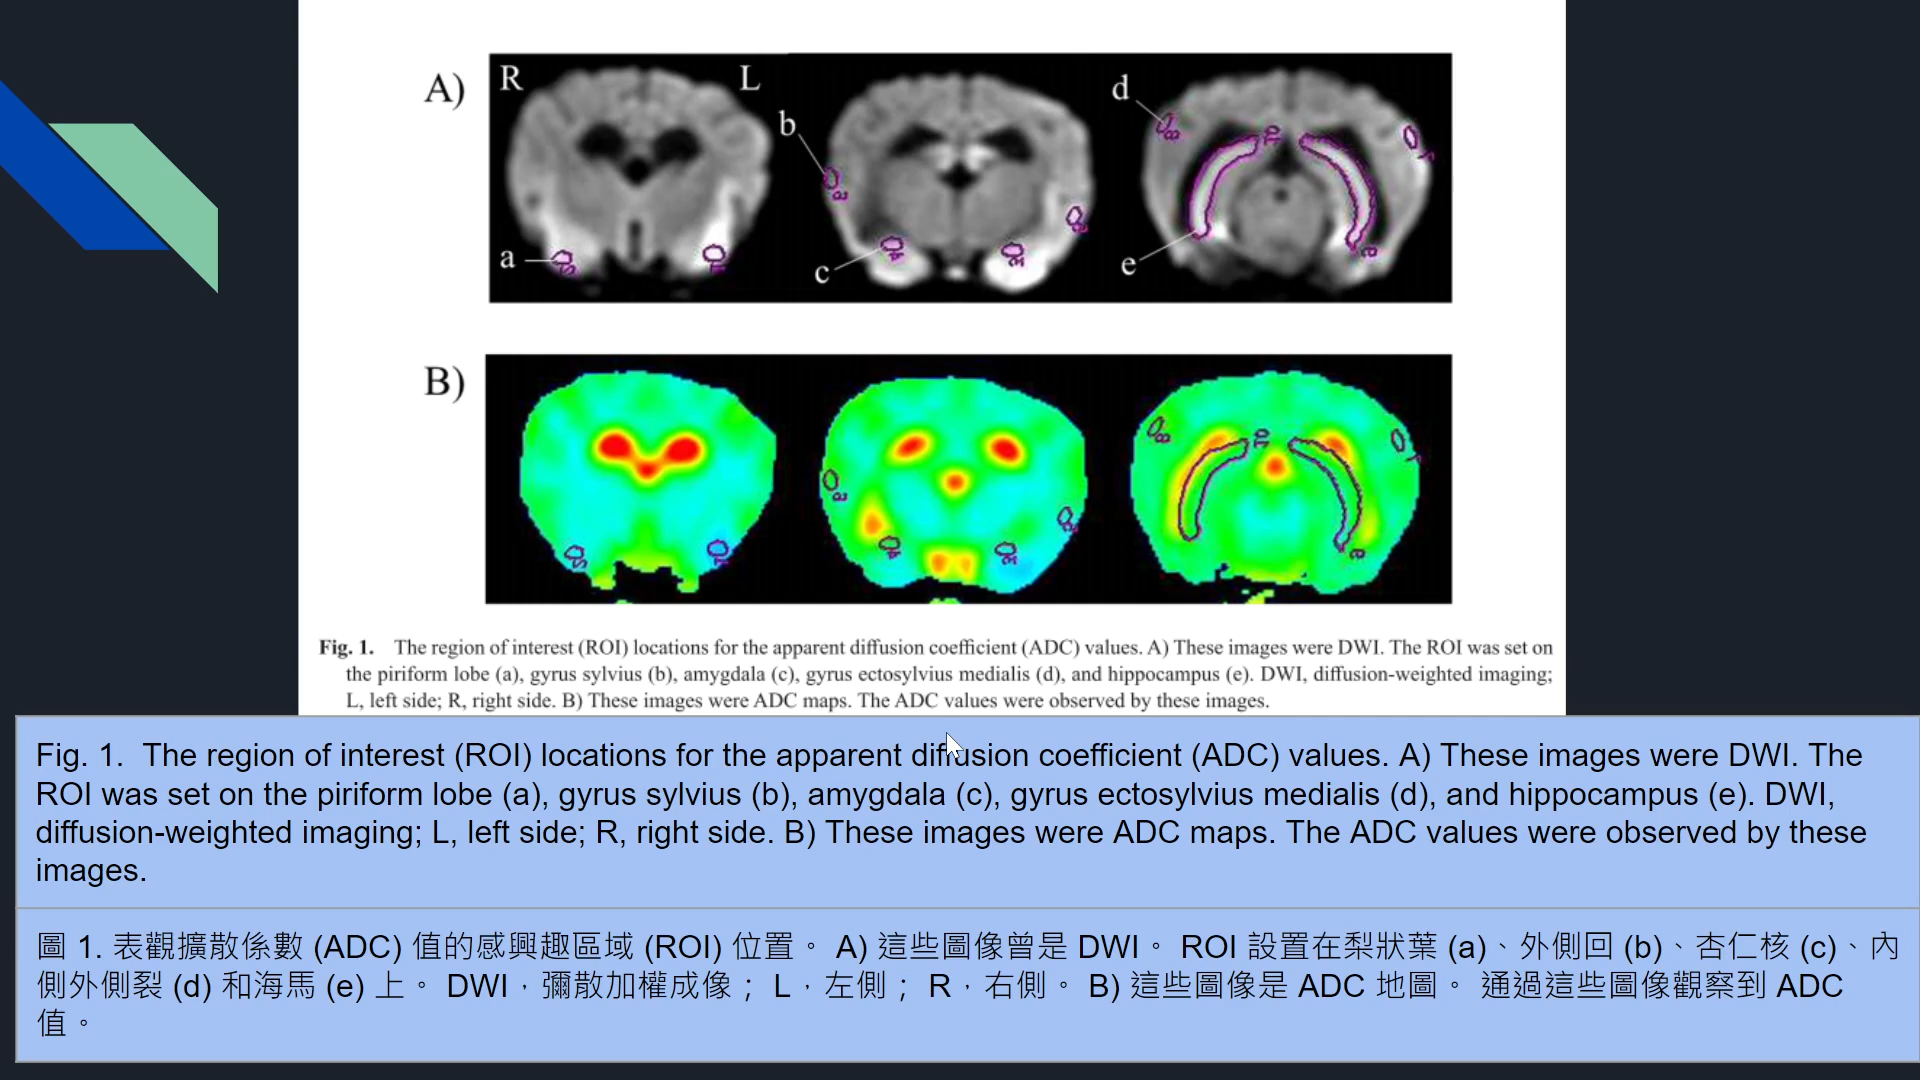 A)
R
L
a
b
c
d
e
B)
Fig. 1. The region of interest (ROI) locations for the apparent diffusion coefficient (ADC) values. A) These images were DWI. The ROI was set on
the piriform lobe (a), gyrus sylvius (b), amygdala (c), gyrus ectosylvius medialis (d), and hippocampus (e). DWI, diffusion-weighted imaging;
L, left side; R, right side. B) These images were ADC maps. The ADC values were observed by these images.
Fig. 1.  The region of interest (ROI) locations for the apparent diffusion coefficient (ADC) values. A) These images were DWI. The
ROI was set on the piriform lobe (a), gyrus sylvius (b), amygdala (c), gyrus ectosylvius medialis (d), and hippocampus (e). DWI,
diffusion-weighted imaging; L, left side; R, right side. B) These images were ADC maps. The ADC values were observed by these
images.
圖 1. 表觀擴散係數 (ADC) 值的感興趣區域 (ROI) 位置。 A) 這些圖像曾是 DWI。 ROI 設置在梨狀葉 (a)、外側回 (b)、杏仁核 (c)、內
側外側裂 (d) 和海馬 (e) 上。 DWI，彌散加權成像； L，左側； R，右側。 B) 這些圖像是 ADC 地圖。 通過這些圖像觀察到 ADC
值。